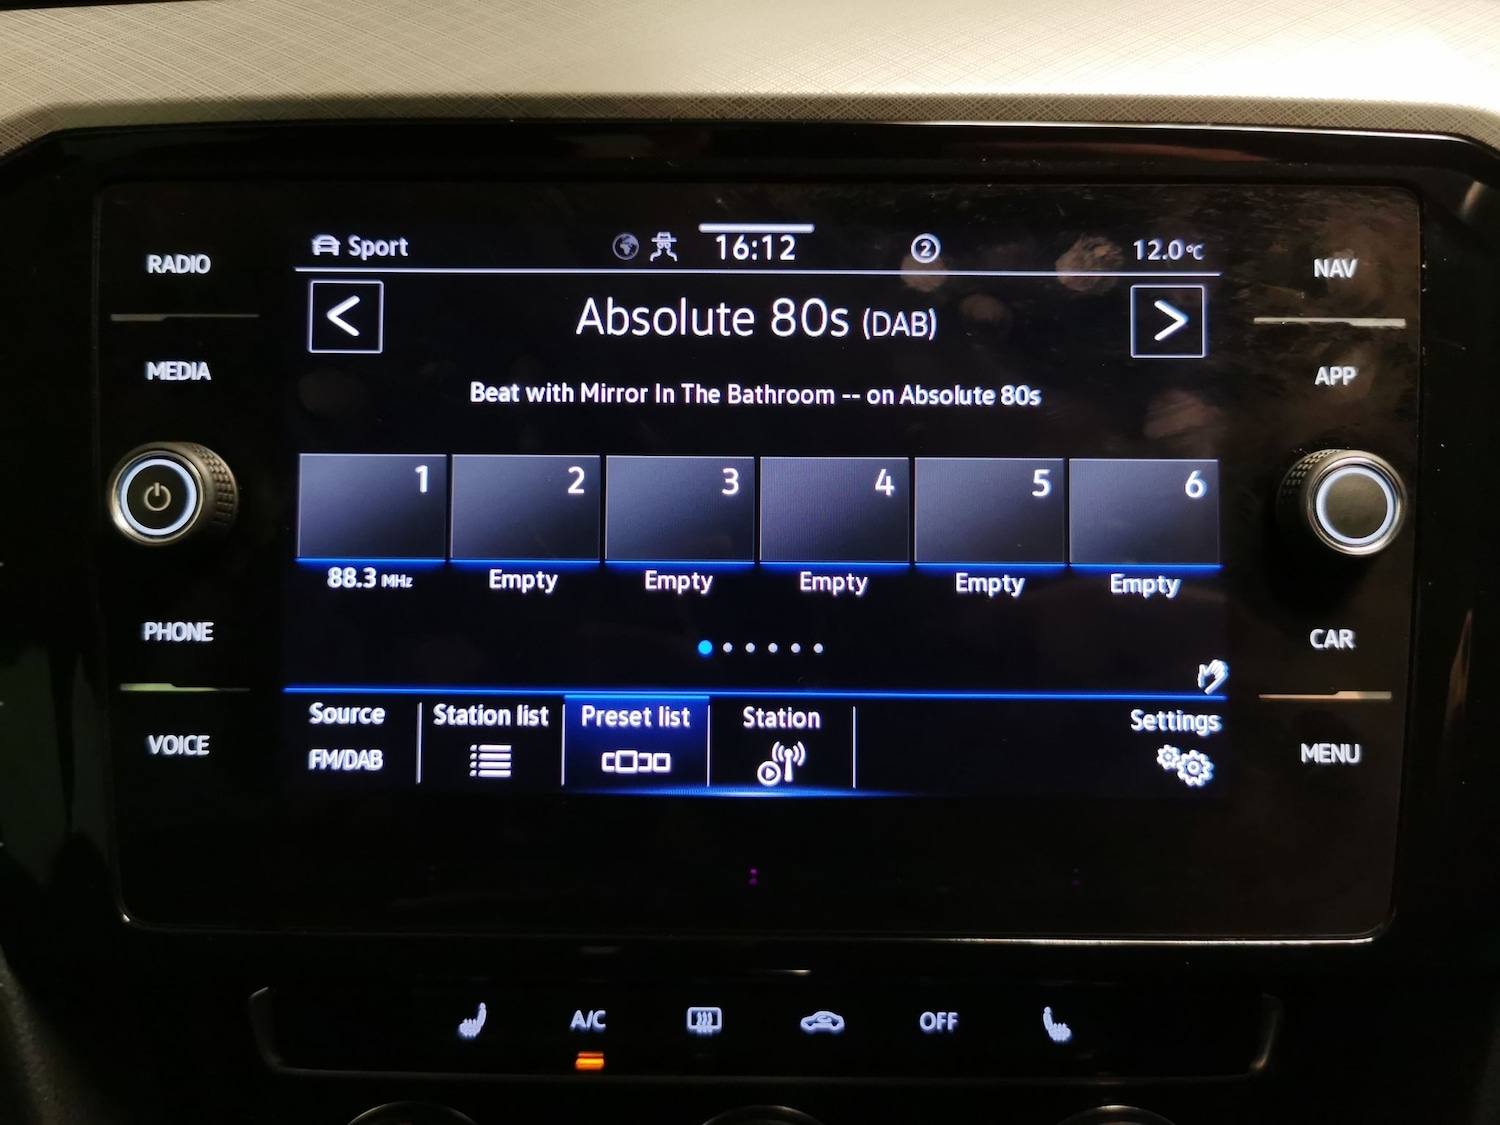 RADIO
MEDIA
PHONE
VOICE
Sport
16:12
2
12.0°C
<
Absolute 80s (DAB)
>
Beat with Mirror In The Bathroom -- on Absolute 80s
1
2
3
4
5
6
88.3 MHz
Empty
Empty
Empty
Empty
Empty
Source
FM/DAB
Station list
Preset list
Station
Settings
NAV
APP
CAR
MENU
A/C
OFF